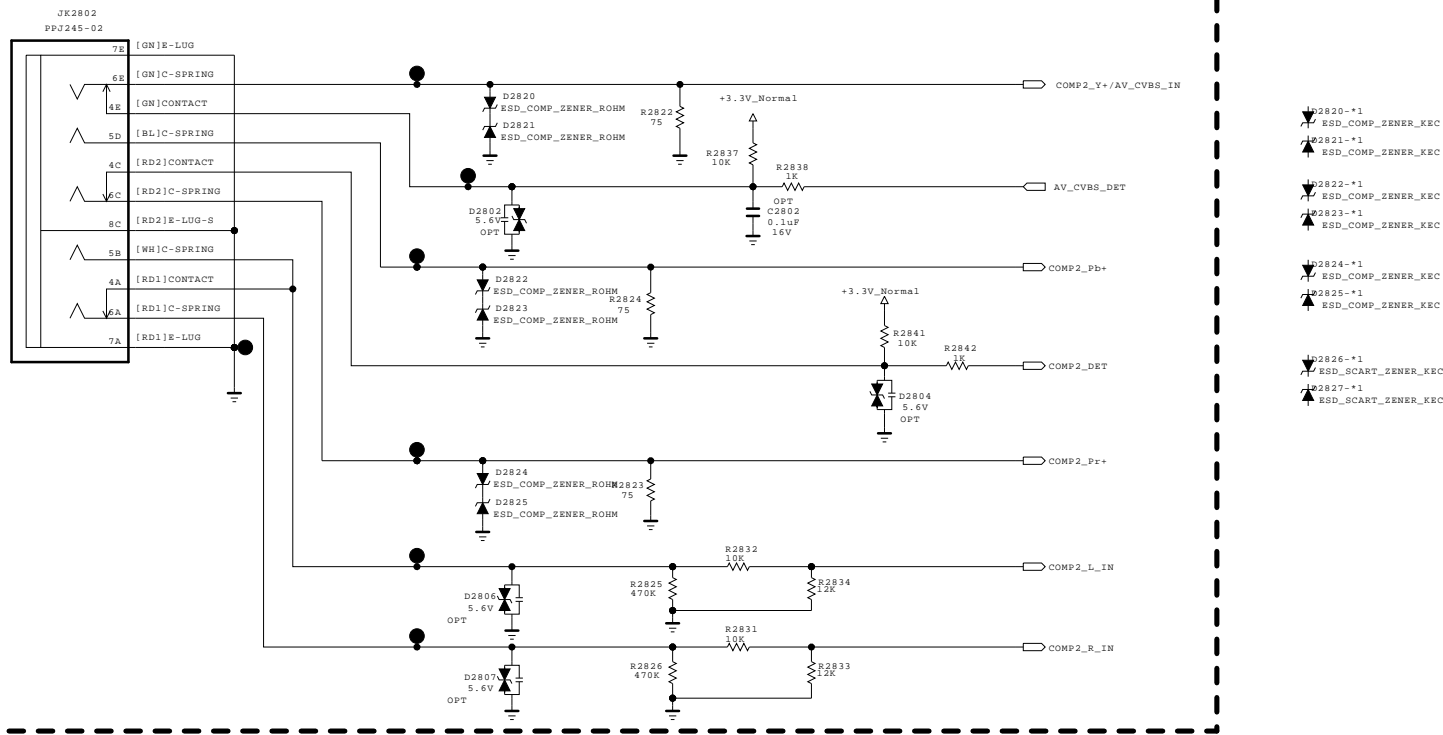 JK2802
PPJ245-02
7E [GN]E-LUG
6E [GN]C-SPRING
4E [GN]CONTACT
5D [BL]C-SPRING
4C [RD2]CONTACT
6C [RD2]C-SPRING
8C [RD2]E-LUG-S
5B [WH]C-SPRING
4A [RD1]CONTACT
6A [RD1]C-SPRING
7A [RD1]E-LUG
D2820
ESD_COMP_ZENER_ROHM
D2821
ESD_COMP_ZENER_ROHM
R2822
75
COMP2_Y+/AV_CVBS_IN
+3.3V_Normal
R2837
10K
R2838
1K
AV_CVBS_DET
D2802
5.6V
OPT
OPT
C2802
0.1uF
16V
D2822
ESD_COMP_ZENER_ROHM
D2823
ESD_COMP_ZENER_ROHM
R2824
75
COMP2_Pb+
+3.3V_Normal
R2841
10K
R2842
1K
COMP2_DET
D2804
5.6V
OPT
D2824
ESD_COMP_ZENER_ROHM
D2825
ESD_COMP_ZENER_ROHM
R2823
75
COMP2_Pr+
D2806
5.6V
OPT
R2825
470K
R2832
10K
R2834
12K
COMP2_L_IN
D2807
5.6V
OPT
R2826
470K
R2831
10K
R2833
12K
COMP2_R_IN
D2820-*1
ESD_COMP_ZENER_KEC
D2821-*1
ESD_COMP_ZENER_KEC
D2822-*1
ESD_COMP_ZENER_KEC
D2823-*1
ESD_COMP_ZENER_KEC
D2824-*1
ESD_COMP_ZENER_KEC
D2825-*1
ESD_COMP_ZENER_KEC
D2826-*1
ESD_SCART_ZENER_KEC
D2827-*1
ESD_SCART_ZENER_KEC